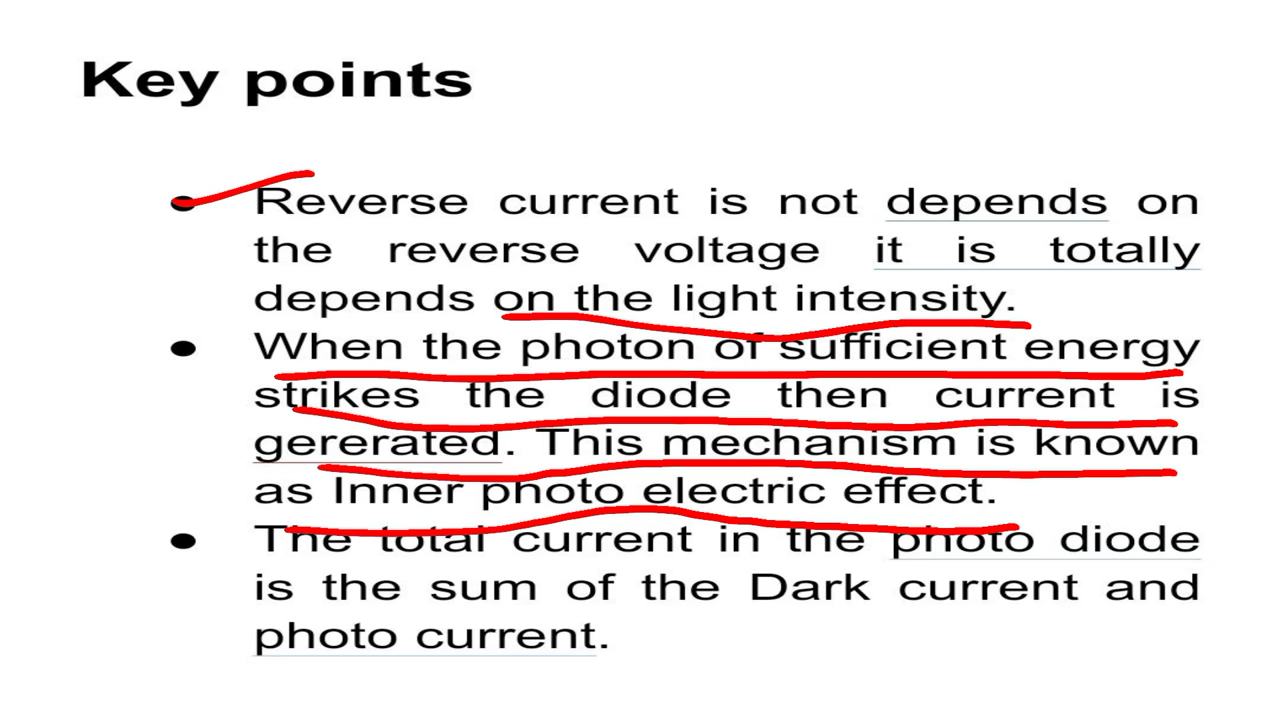 Key points
● Reverse current is not depends on
the reverse voltage it is totally
depends on the light intensity.
● When the photon of sufficient energy
strikes the diode then current is
gererated. This mechanism is known
as Inner photo electric effect.
● The total current in the photo diode
is the sum of the Dark current and
photo current.